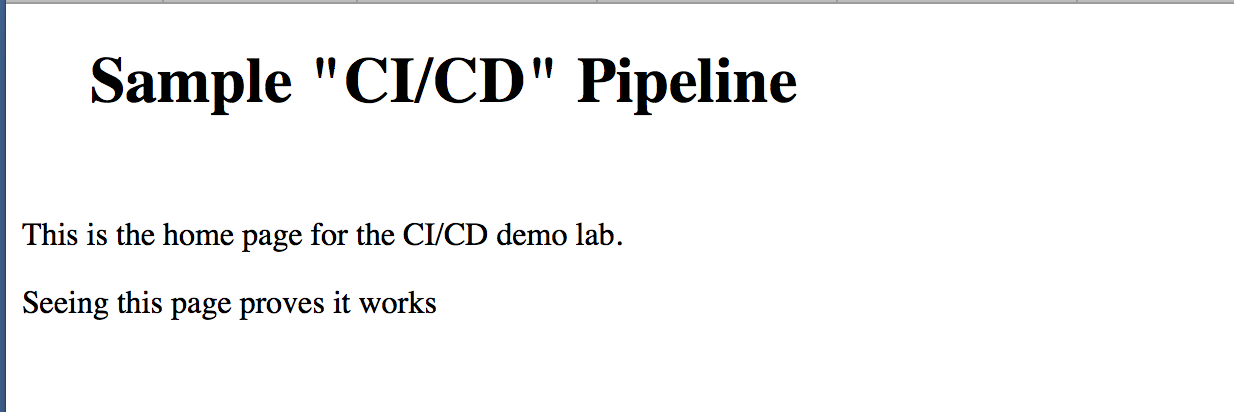 Sample "CI/CD" Pipeline
This is the home page for the CI/CD demo lab.
Seeing this page proves it works